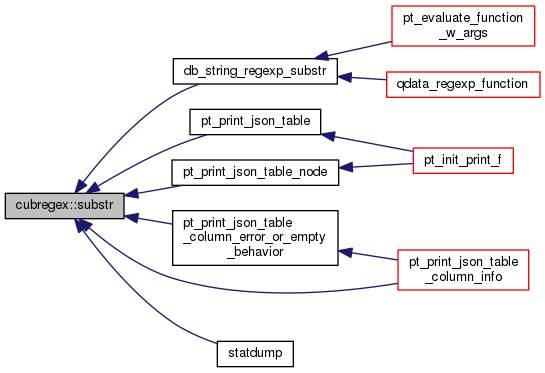 pt_evaluate_function
_w_args
db_string_regexp_substr
qdata_regexp_function
pt_print_json_table
pt_init_print_f
pt_print_json_table_node
cubregex::substr
pt_print_json_table
_column_error_or_empty
_behavior
pt_print_json_table
_column_info
statdump